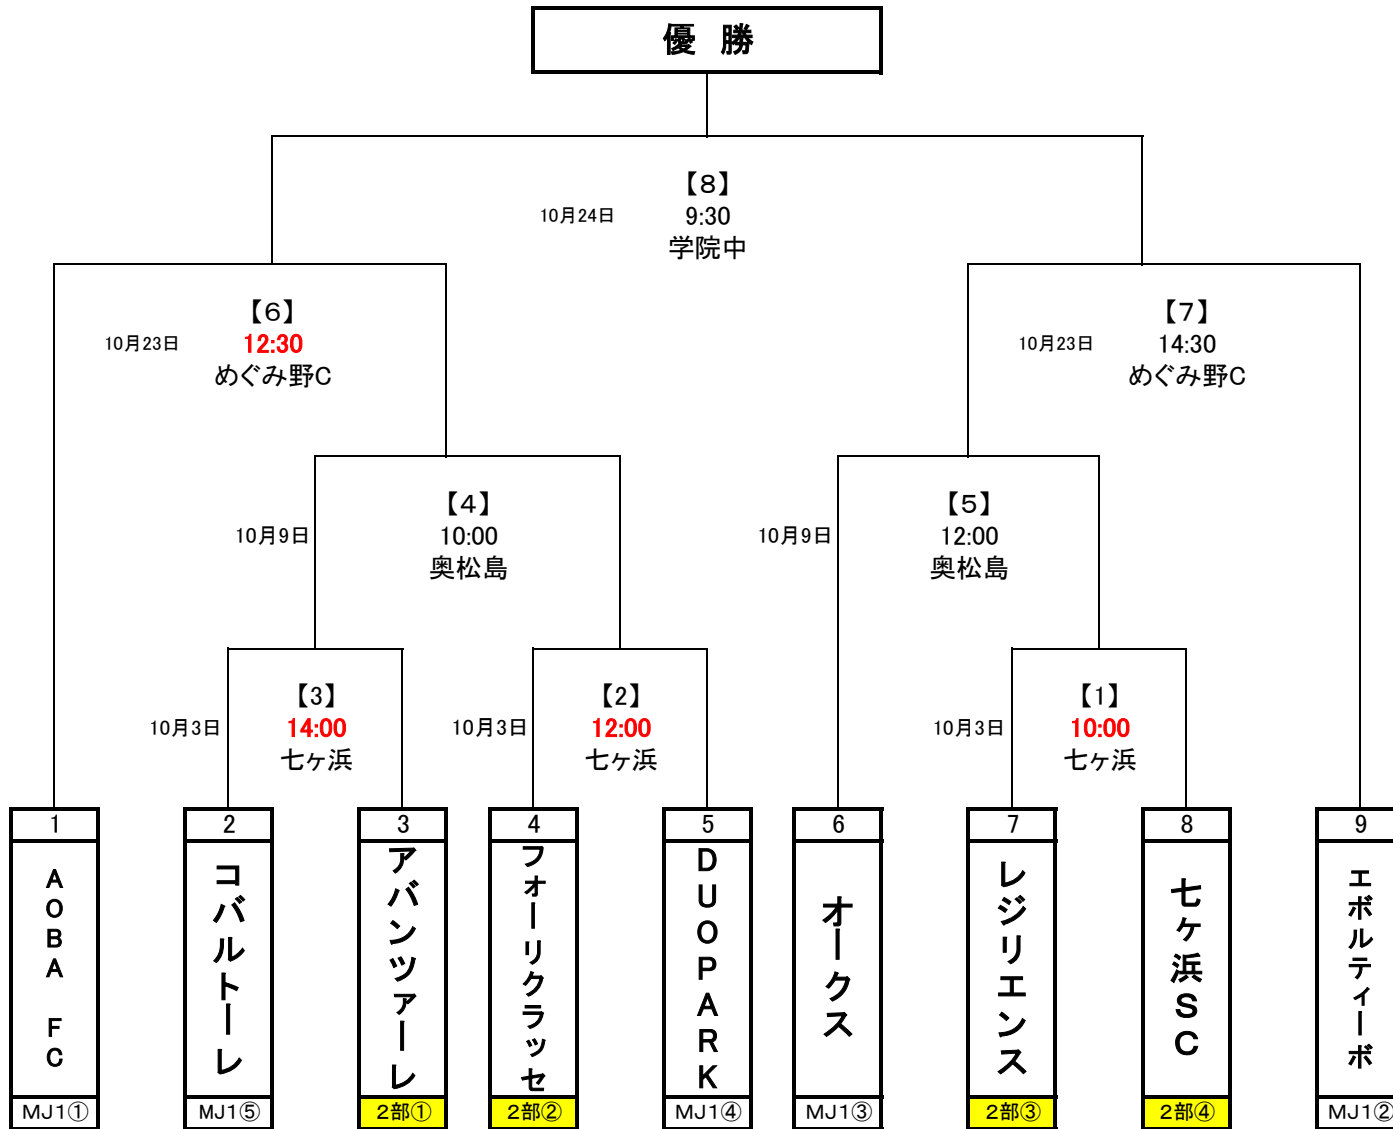 優 勝
【8】
10月24日
9:30
学院中
【6】
10月23日
12:30
めぐみ野C
【7】
10月23日
14:30
めぐみ野C
【4】
10月9日
10:00
奥松島
【5】
10月9日
12:00
奥松島
【3】
10月3日
14:00
七ヶ浜
【2】
10月3日
12:00
七ヶ浜
【1】
10月3日
10:00
七ヶ浜
1
AOBA FC
MJ1①
2
コバルトーレ
MJ1⑤
3
アバンツァーレ
2部①
4
フォーリクラッセ
2部②
5
DUOPARK
MJ1④
6
オークス
MJ1③
7
レジリエンス
2部③
8
七ヶ浜SC
2部④
9
エボルティーボ
MJ1②